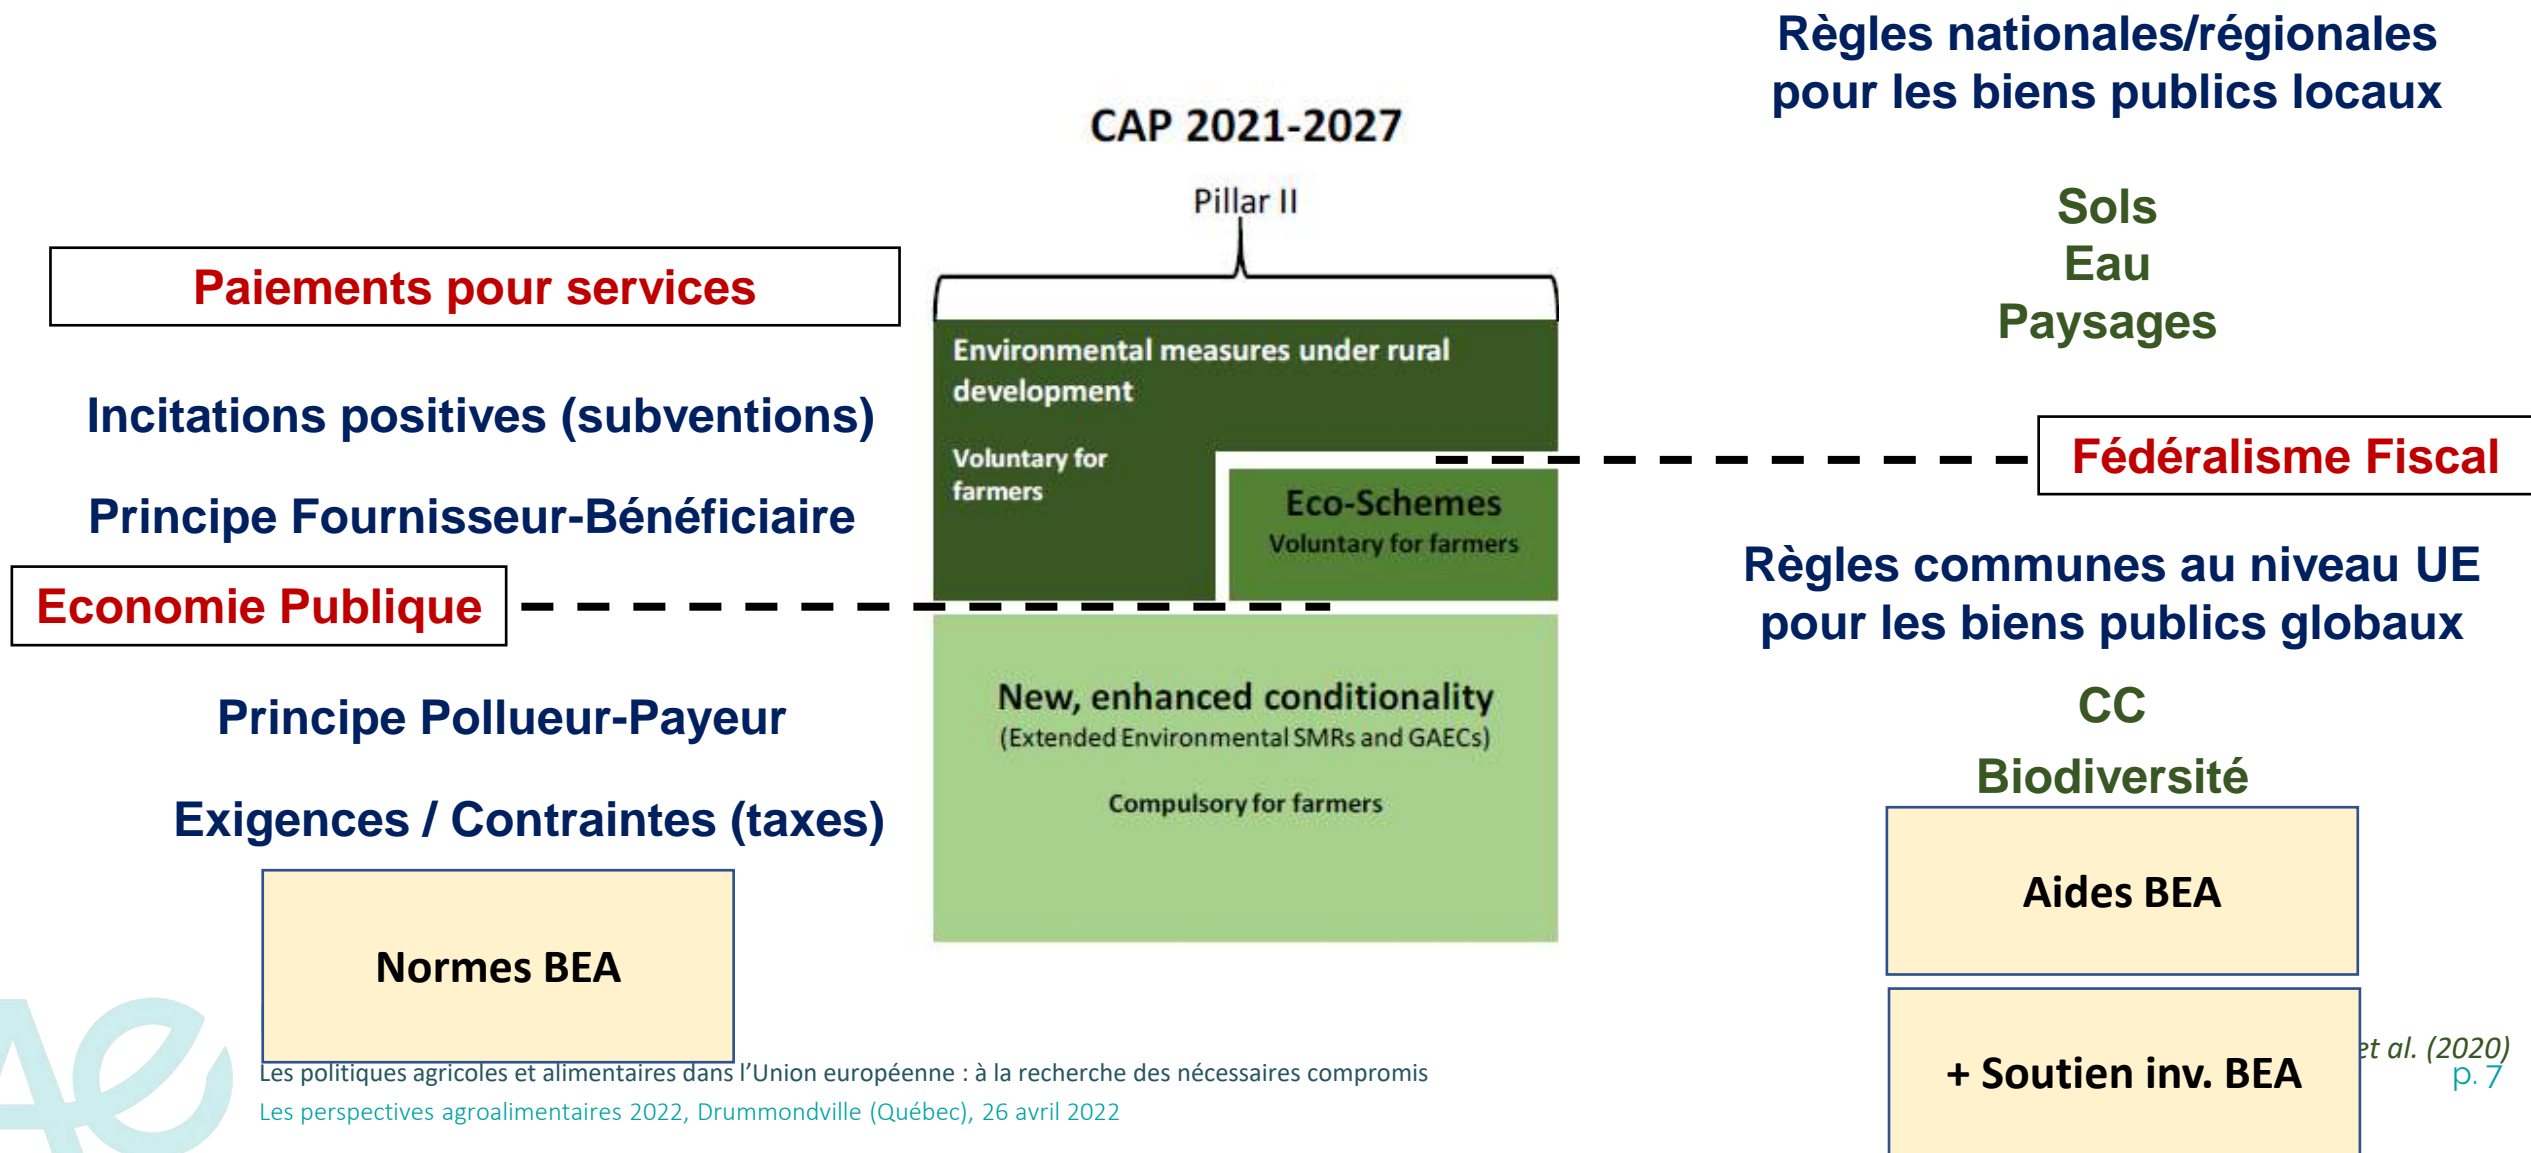 Règles nationales/régionales
pour les biens publics locaux
CAP 2021-2027
Pillar II
Sols
Eau
Paysages
Paiements pour services
Environmental measures under rural
development
Incitations positives (subventions)
Voluntary for
farmers
Fédéralisme Fiscal
Principe Fournisseur-Bénéficiaire
Eco-Schemes
Voluntary for farmers
Economie Publique
Règles communes au niveau UE
pour les biens publics globaux
Principe Pollueur-Payeur
New, enhanced conditionality
(Extended Environmental SMRs and GAECs)
Compulsory for farmers
CC
Biodiversité
Exigences / Contraintes (taxes)
Normes BEA
Aides BEA
+ Soutien inv. BEA
et al. (2020)
p. 7
Les politiques agricoles et alimentaires dans l'Union européenne : à la recherche des nécessaires compromis
Les perspectives agroalimentaires 2022, Drummondville (Québec), 26 avril 2022